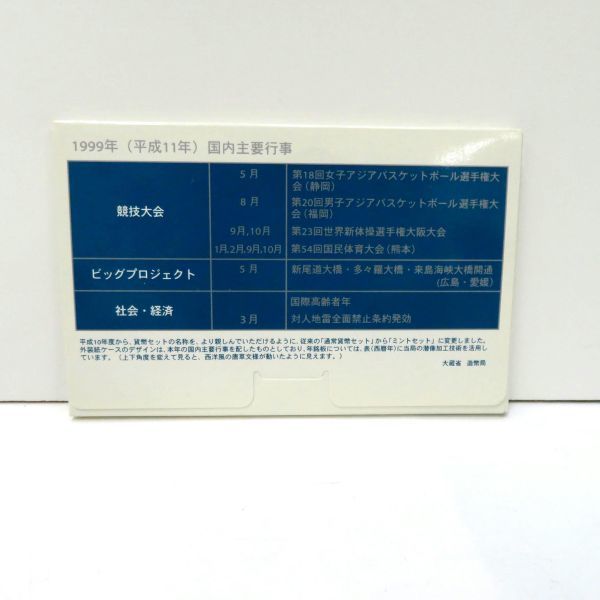 1999年（平成11年）国内主要行事
競技大会
5月 第18回女子アジアバスケットボール選手権大
会（静岡）
8月 第20回男子アジアバスケットボール選手権大
会（福岡）
9月,10月 第23回世界新体操選手権大阪大会
1月,2月,9月,10月 第54回国民体育大会（熊本）
ビッグプロジェクト 5月 新尾道大橋・多々羅大橋・来島海峡大橋開通
（広島・愛媛）
社会・経済 国際高齢者年
3月 対人地雷全面禁止条約発効
平成10年度から、貨幣セットの名称を、より親しんでいただけるように、従来の「通常貨幣セット」から「ミントセット」に変更しました。
外装紙ケースのデザインは、本年の国内主要行事を配したものとしており、年銘板については、表（西暦年）に当局の潜像加工技術を活用し
ています。（上下角度を変えて見ると、西洋風の唐草文様が動いたように見えます。）
大蔵省 造幣局